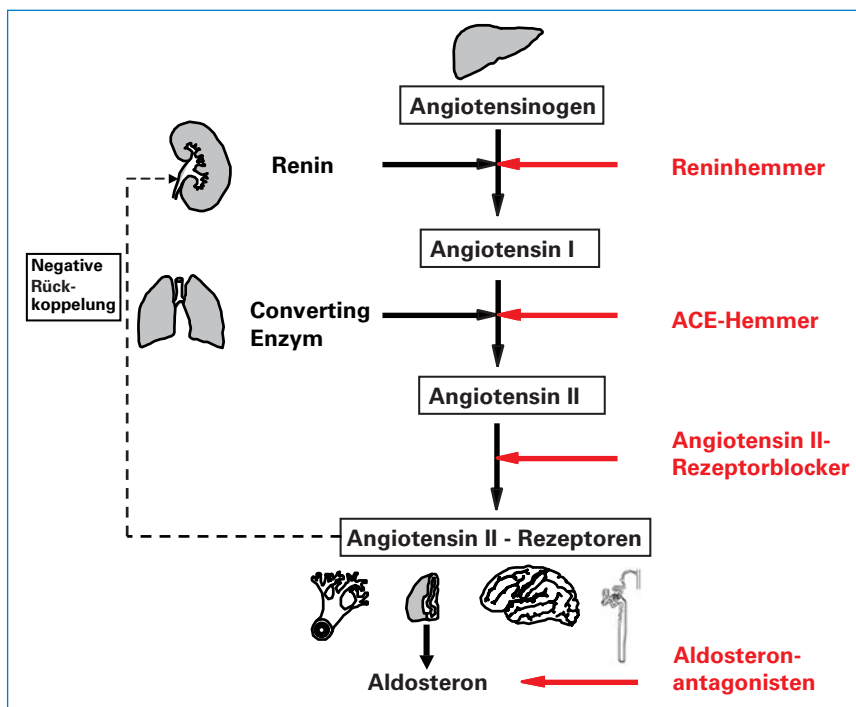 Angiotensinogen
Renin
Reninhemmer
Angiotensin I
Negative
Rück-
koppelung
Converting
Enzym
ACE-Hemmer
Angiotensin II
Angiotensin II-
Rezeptorblocker
Angiotensin II - Rezeptoren
Aldosteron
Aldosteron-
antagonisten